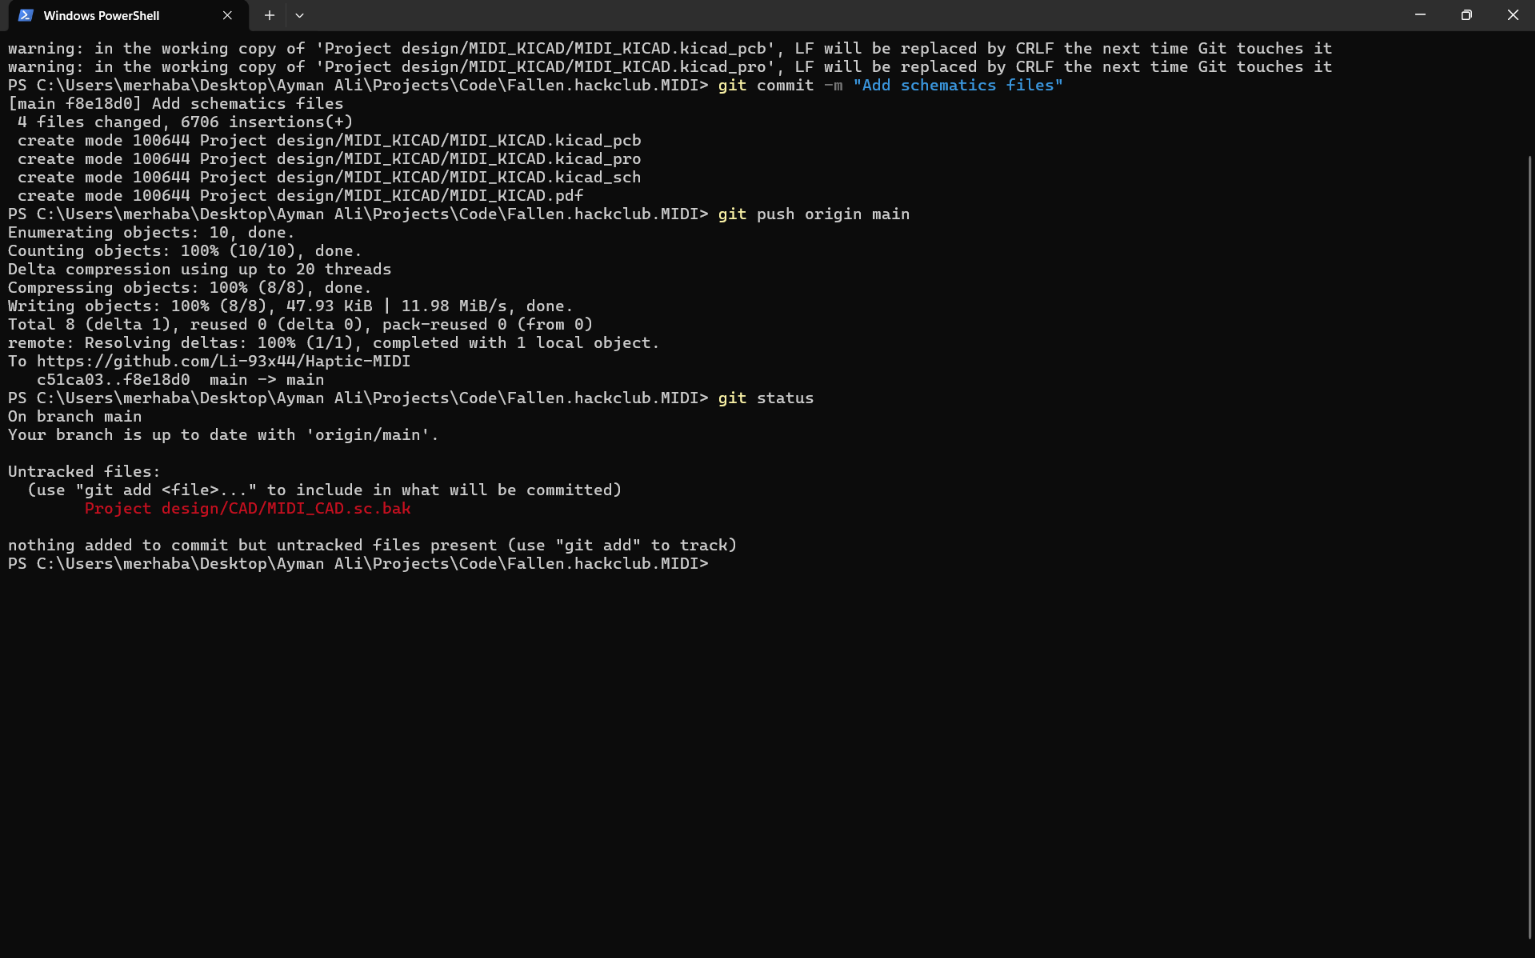 Windows PowerShell
warning: in the working copy of 'Project design/MIDI_KICAD/MIDI_KICAD.kicad_pcb', LF will be replaced by CRLF the next time Git touches it
warning: in the working copy of 'Project design/MIDI_KICAD/MIDI_KICAD.kicad_pro', LF will be replaced by CRLF the next time Git touches it
PS C:\Users\merhaba\Desktop\Ayman Ali\Projects\Code\Fallen.hackclub.MIDI> git commit -m "Add schematics files"
[main f8e18d0] Add schematics files
 4 files changed, 6706 insertions(+)
 create mode 100644 Project design/MIDI_KICAD/MIDI_KICAD.kicad_pcb
 create mode 100644 Project design/MIDI_KICAD/MIDI_KICAD.kicad_pro
 create mode 100644 Project design/MIDI_KICAD/MIDI_KICAD.kicad_sch
 create mode 100644 Project design/MIDI_KICAD/MIDI_KICAD.pdf
PS C:\Users\merhaba\Desktop\Ayman Ali\Projects\Code\Fallen.hackclub.MIDI> git push origin main
Enumerating objects: 10, done.
Counting objects: 100% (10/10), done.
Delta compression using up to 20 threads
Compressing objects: 100% (8/8), done.
Writing objects: 100% (8/8), 47.93 KiB | 11.98 MiB/s, done.
Total 8 (delta 1), reused 0 (delta 0), pack-reused 0 (from 0)
remote: Resolving deltas: 100% (1/1), completed with 1 local object.
To https://github.com/Li-93x44/Haptic-MIDI
   c51ca03..f8e18d0  main -> main
PS C:\Users\merhaba\Desktop\Ayman Ali\Projects\Code\Fallen.hackclub.MIDI> git status
On branch main
Your branch is up to date with 'origin/main'.

Untracked files:
  (use "git add <file>..." to include in what will be committed)
        Project design/CAD/MIDI_CAD.sc.bak

nothing added to commit but untracked files present (use "git add" to track)
PS C:\Users\merhaba\Desktop\Ayman Ali\Projects\Code\Fallen.hackclub.MIDI>